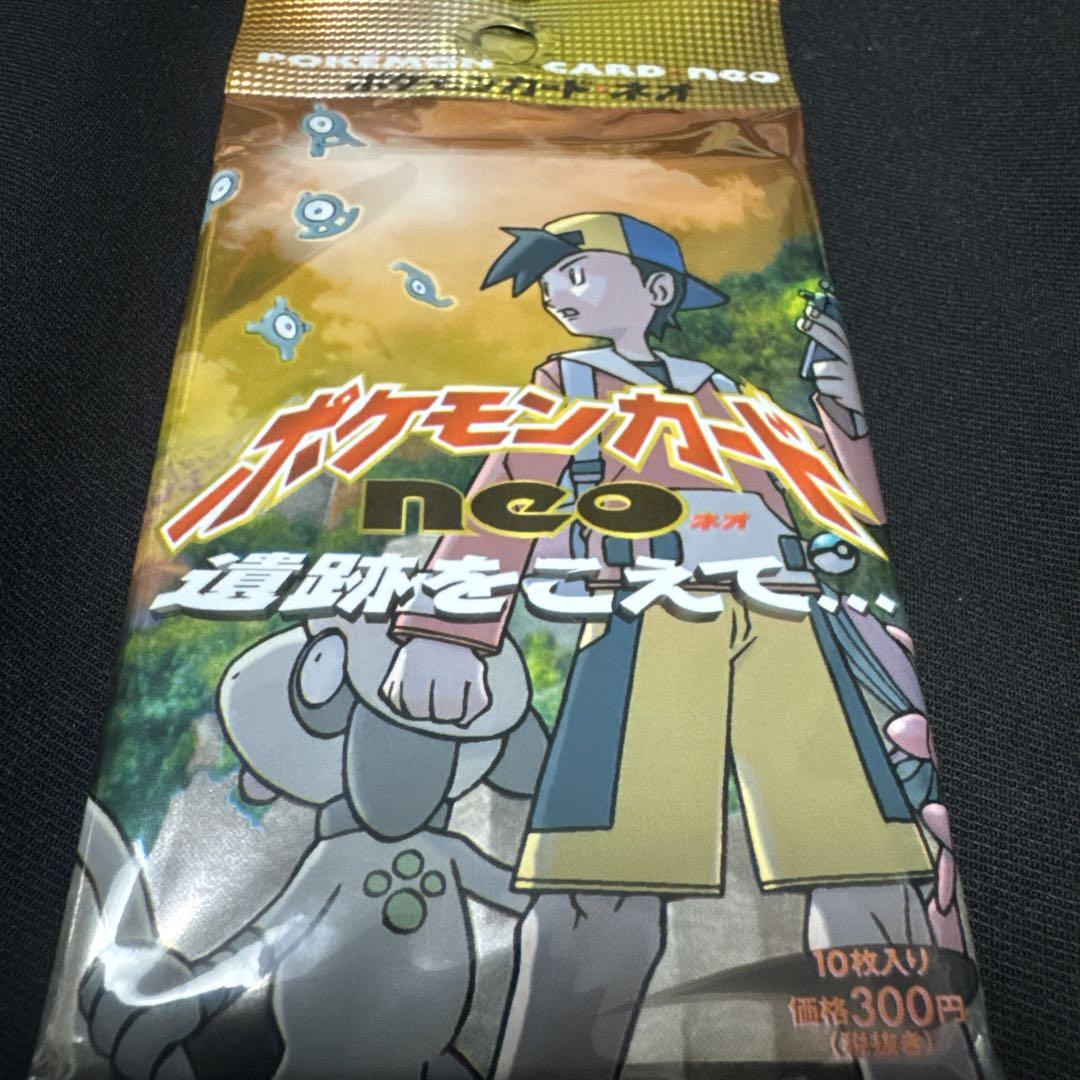 POKÉMON CARD neo
ポケモンカード★ネオ
ポケモンカード
neo ネオ
遺跡をこえて…
10枚入り
価格300円
(税抜き)